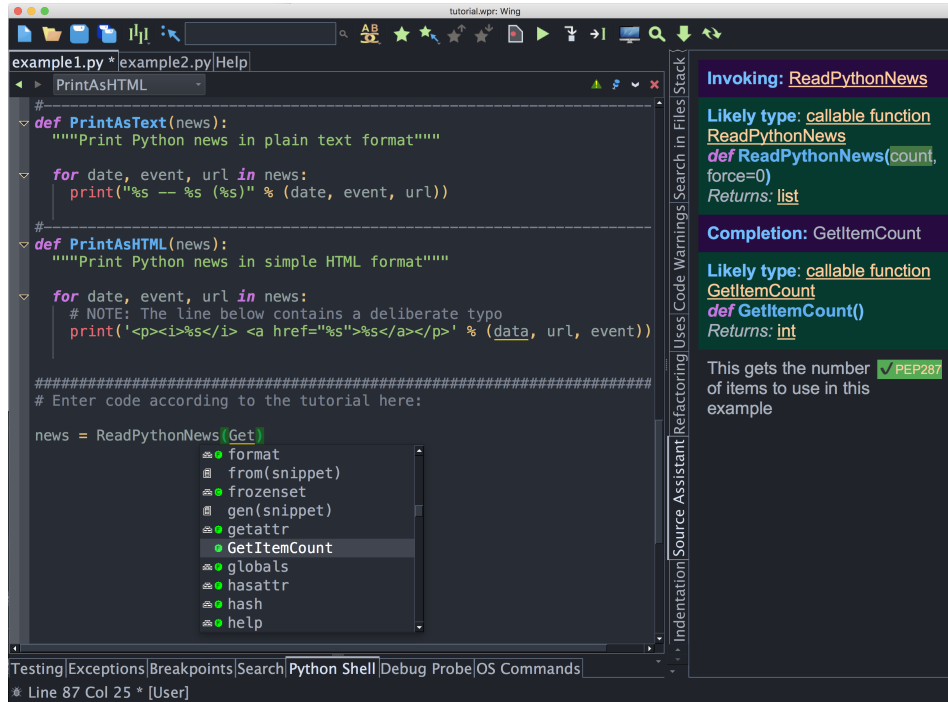 tutorial.wpr: Wing
AB
example1.py * example2.py Help
PrintAsHTML
#----------------------------------------------------------------------
def PrintAsText(news):
"""Print Python news in plain text format"""
for date, event, url in news:
print("%s -- %s (%s)" % (date, event, url))
#----------------------------------------------------------------------
def PrintAsHTML(news):
"""Print Python news in simple HTML format"""
for date, event, url in news:
# NOTE: The line below contains a deliberate typo
print('<p><i>%s</i> <a href="%s">%s</a></p>' % (data, url, event))
#######################################################################
# Enter code according to the tutorial here:
news = ReadPythonNews(Get)
format
from(snippet)
frozenset
gen(snippet)
getattr
GetItemCount
globals
hasattr
hash
help
Stack
Search in Files
Code Warnings
Uses
Refactoring
Source Assistant
Indentation
Invoking: ReadPythonNews
Likely type: callable function
ReadPythonNews
def ReadPythonNews(count,
force=0)
Returns: list
Completion: GetItemCount
Likely type: callable function
GetItemCount
def GetItemCount()
Returns: int
This gets the number ✓PEP287
of items to use in this
example
Testing Exceptions Breakpoints Search Python Shell Debug Probe OS Commands
Line 87 Col 25 * [User]